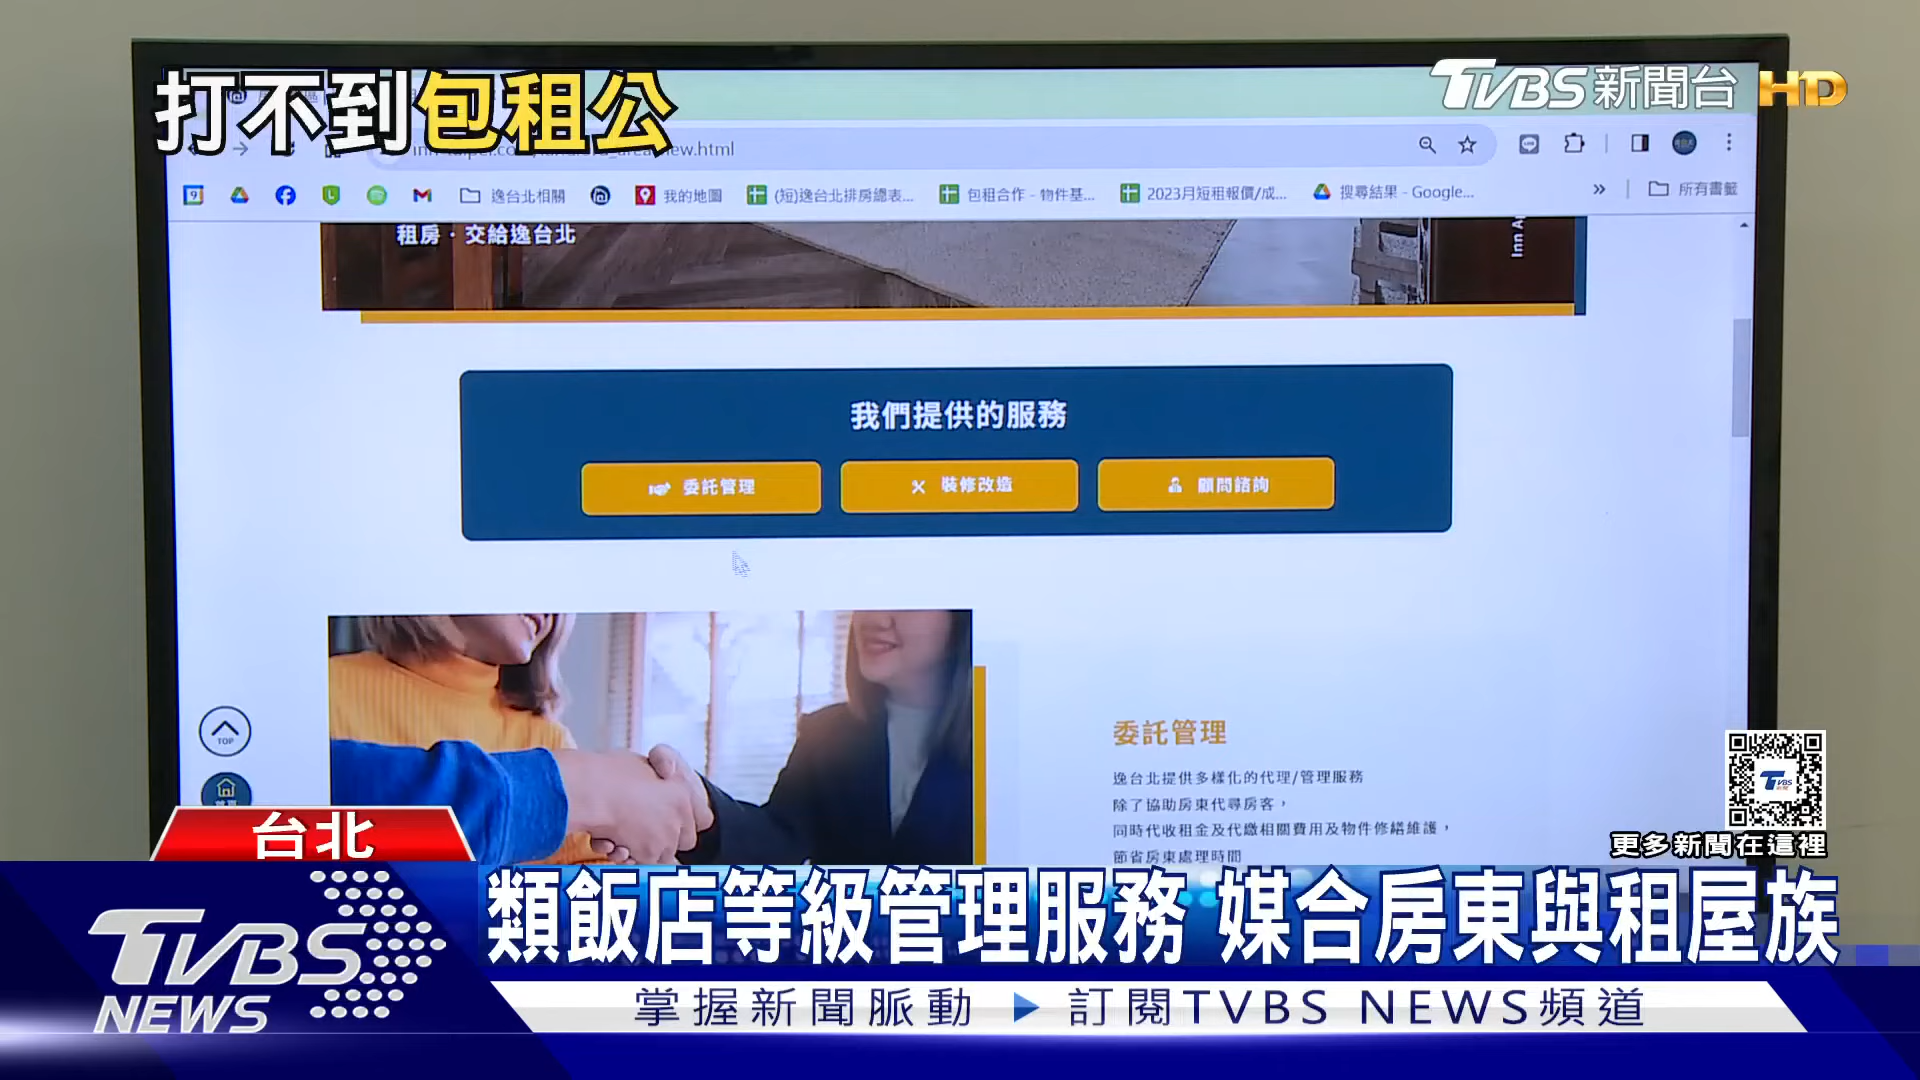 打不到包租公
TVBS新聞台 HD
ew.html
逸台北相關
我的地圖
(短)逸台北排房總表...
包租合作 - 物件基...
2023月短租報價/成...
搜尋結果 - Google...
所有書籤
租房·交給逸台北
Inn A
我們提供的服務
委託管理
裝修改造
顧問諮詢
TOP
委託管理
逸台北提供多樣化的代理/管理服務
除了協助房東代尋房客，
同時代收租金及代繳相關費用及物件修繕維護，
節省房東處理時間
TVBS
更多新聞在這裡
台北
類飯店等級管理服務 媒合房東與租屋族
TVBS
NEWS
掌握新聞脈動 ▶ 訂閱TVBS NEWS頻道